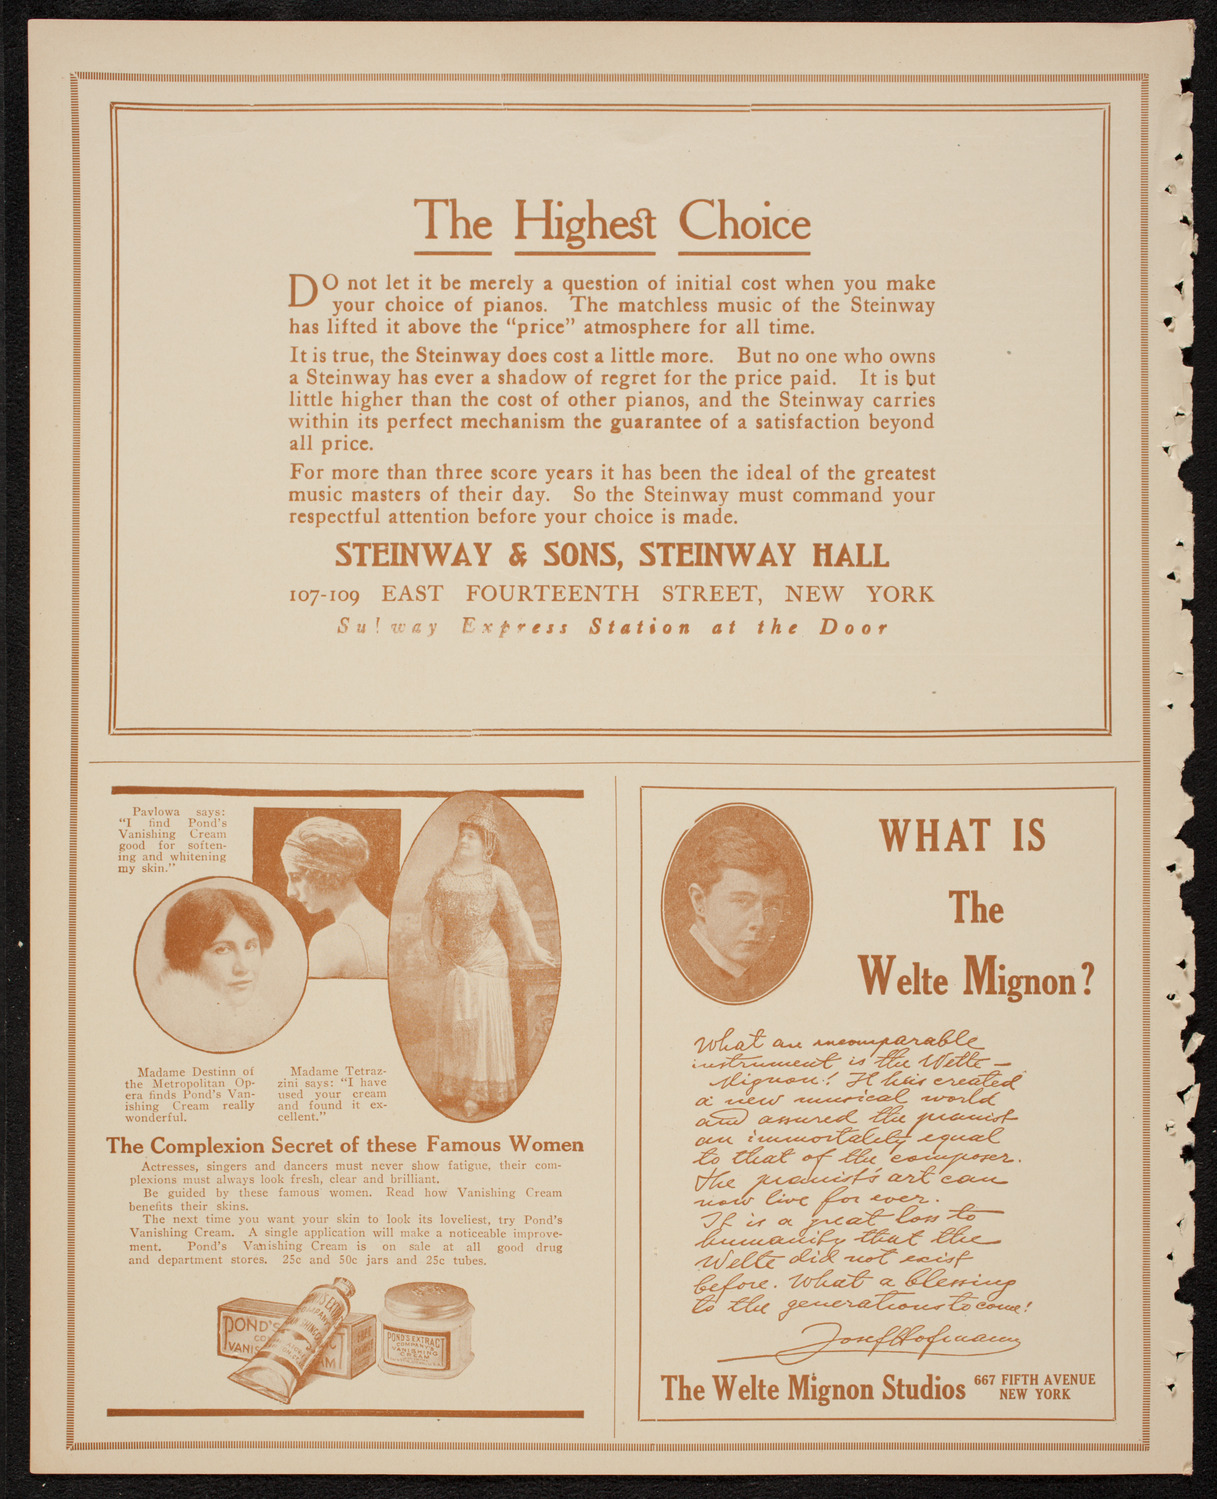 The Highest Choice
DO not let it be merely a question of initial cost when you make
your choice of pianos. The matchless music of the Steinway
has lifted it above the "price" atmosphere for all time.
It is true, the Steinway does cost a little more. But no one who owns
a Steinway has ever a shadow of regret for the price paid. It is but
little higher than the cost of other pianos, and the Steinway carries
within its perfect mechanism the guarantee of a satisfaction beyond
all price.
For more than three score years it has been the ideal of the greatest
music masters of their day. So the Steinway must command your
respectful attention before your choice is made.
STEINWAY & SONS, STEINWAY HALL
107-109 EAST FOURTEENTH STREET, NEW YORK
Subway Express Station at the Door
Pavlowa says:
"I find Pond's
Vanishing Cream
good for soften-
ing and whitening
my skin."
Madame Destinn of
the Metropolitan Op-
era finds Pond's Van-
ishing Cream really
wonderful.
Madame Tetraz-
zini says: "I have
used your cream
and found it ex-
cellent."
The Complexion Secret of these Famous Women
Actresses, singers and dancers must never show fatigue, their com-
plexions must always look fresh, clear and brilliant.
Be guided by these famous women. Read how Vanishing Cream
benefits their skins.
The next time you want your skin to look its loveliest, try Pond's
Vanishing Cream. A single application will make a noticeable improve-
ment. Pond's Vanishing Cream is on sale at all good drug
and department stores. 25c and 50c jars and 25c tubes.
POND'S
POND'S EXTRACT
COMPANY'S
VANISHING
CREAM
WHAT IS
The
Welte Mignon?
What an incomparable
instrument is the Welte-
Mignon! It has created
a new musical world
and assured the pianist
an immortality equal
to that of the composer.
The pianist's art can
now live for ever.
It is a great loss to
humanity that the
Welte did not exist
before. What a blessing
to the generations to come!
Josef Hofmann
The Welte Mignon Studios 667 FIFTH AVENUE
NEW YORK